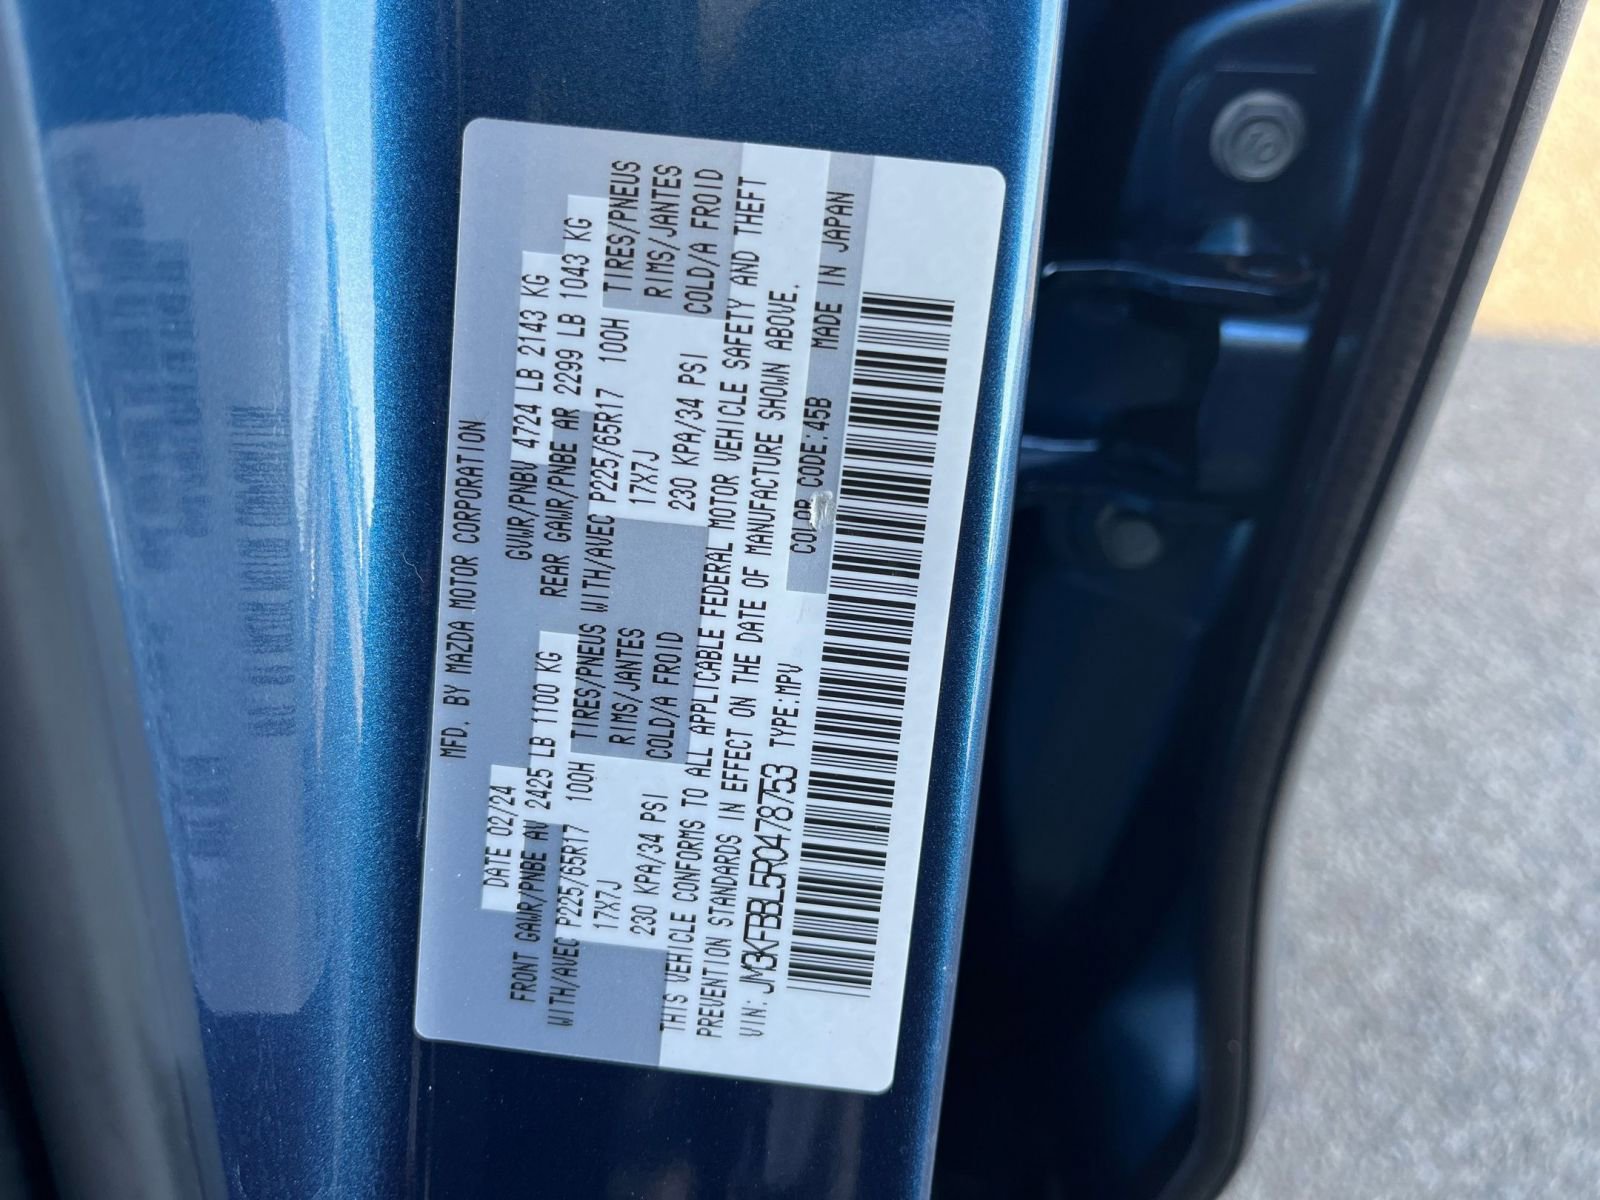 MFD. BY MAZDA MOTOR CORPORATION
DATE 02/24 GVWR/PNBV 4724 LB 2143 KG
FRONT GAWR/PNBE AV 2425 LB 1100 KG REAR GAWR/PNBE AR 2299 LB 1043 KG
WITH/AVEC P225/65R17 100H TIRES/PNEUS WITH/AVEC P225/65R17 100H TIRES/PNEUS
17X7J RIMS/JANTES 17X7J RIMS/JANTES
230 KPA/34 PSI COLD/A FROID 230 KPA/34 PSI COLD/A FROID
THIS VEHICLE CONFORMS TO ALL APPLICABLE FEDERAL MOTOR VEHICLE SAFETY AND THEFT
PREVENTION STANDARDS IN EFFECT ON THE DATE OF MANUFACTURE SHOWN ABOVE.
VIN: JM3KFBBL5R0478753 TYPE:MPV COLOR CODE:45B MADE IN JAPAN